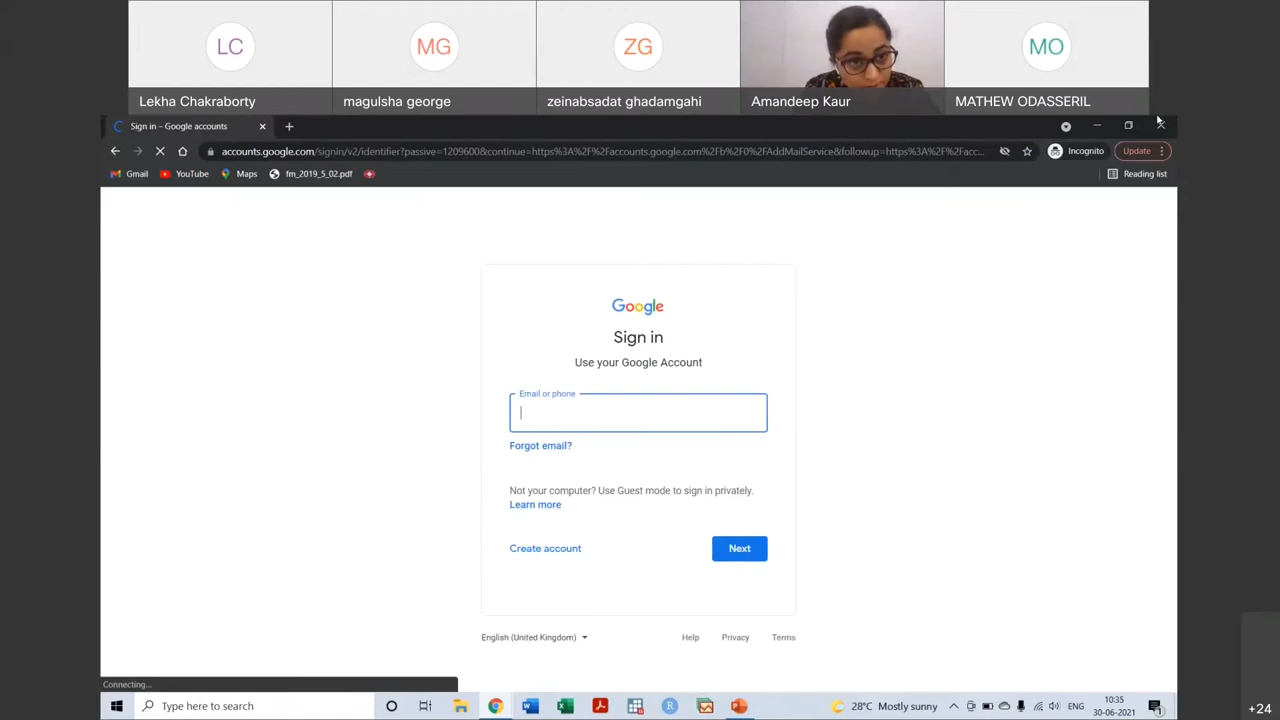 LC
MG
ZG
MO
Lekha Chakraborty
magulsha george
zeinabsadat ghadamgahi
Amandeep Kaur
MATHEW ODASSERIL
Sign in – Google accounts
accounts.google.com/signin/v2/identifier?passive=1209600&continue=https%3A%2F%2Faccounts.google.com%2Fb%2F0%2FAddMailService&followup=https%3A%2F%2Facc...
Incognito
Update
Gmail
YouTube
Maps
fm_2019_5_02.pdf
Reading list
Google
Sign in
Use your Google Account
Email or phone
Forgot email?
Not your computer? Use Guest mode to sign in privately.
Learn more
Create account
Next
English (United Kingdom)
Help
Privacy
Terms
Connecting...
Type here to search
28°C Mostly sunny
ENG
10:35
30-06-2021
+24